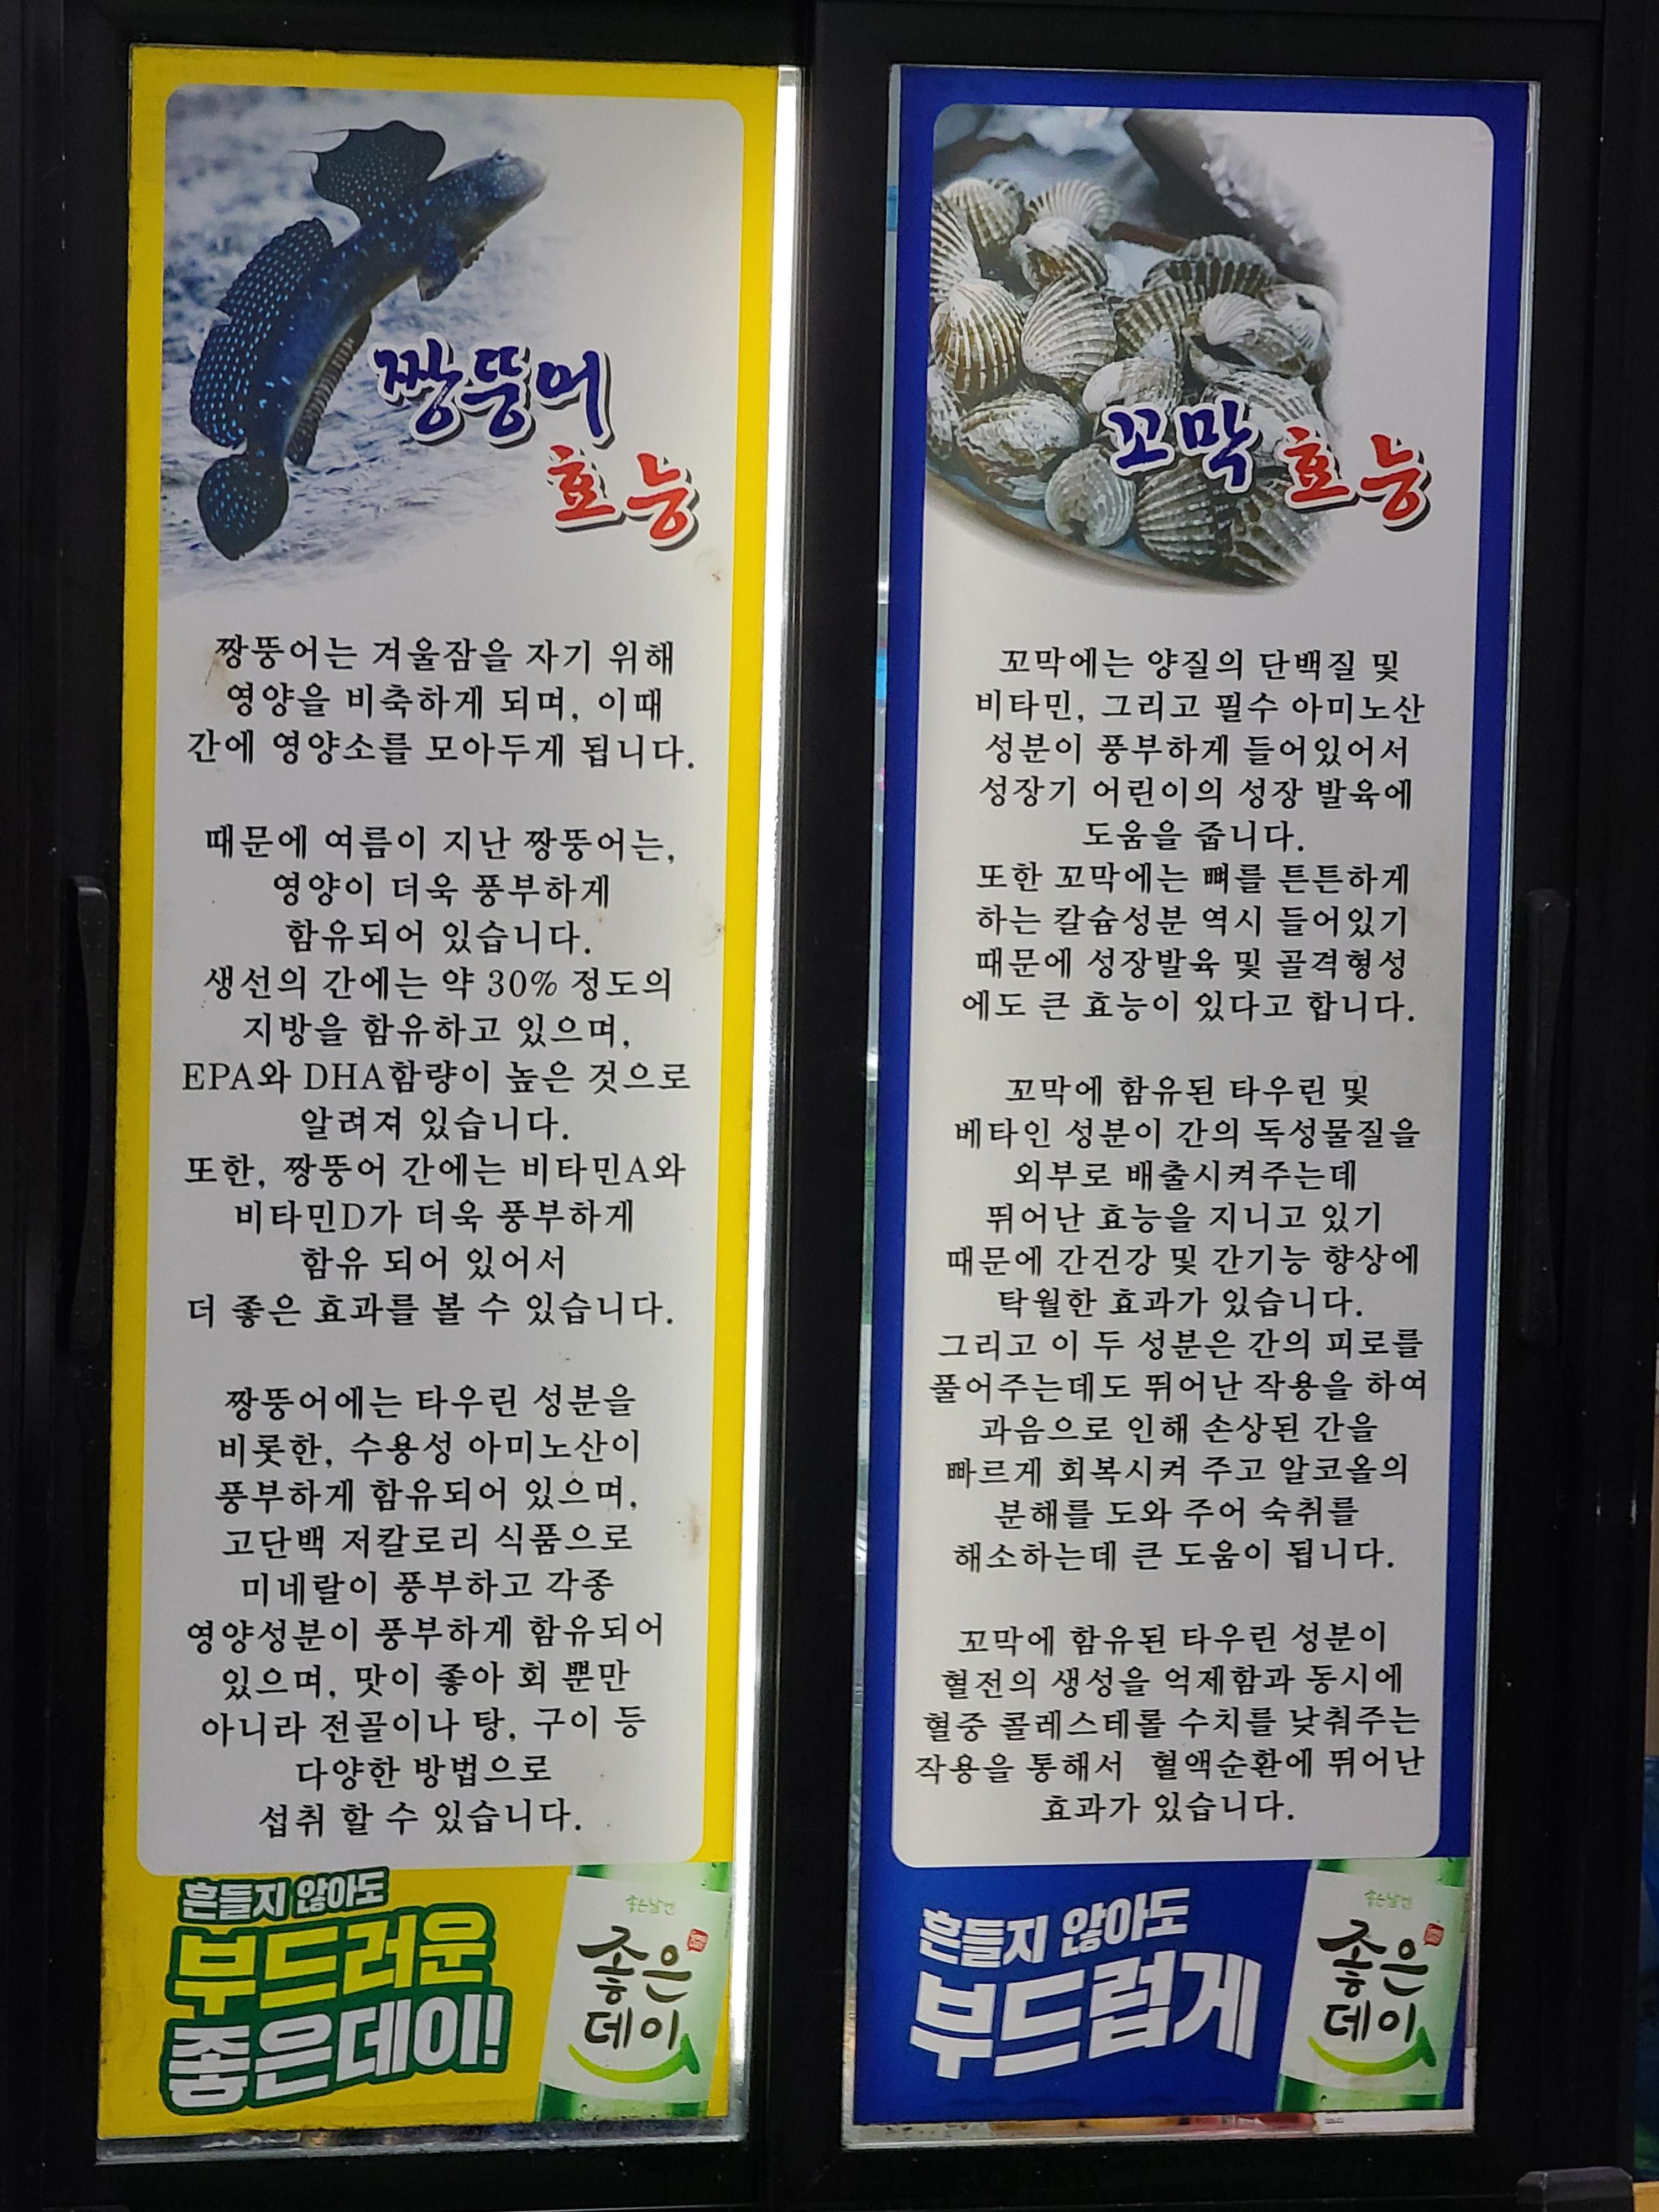 짱뚱어
효능
짱뚱어는 겨울잠을 자기 위해
영양을 비축하게 되며, 이때
간에 영양소를 모아두게 됩니다.
때문에 여름이 지난 짱뚱어는,
영양이 더욱 풍부하게
함유되어 있습니다.
생선의 간에는 약 30% 정도의
지방을 함유하고 있으며,
EPA와 DHA함량이 높은 것으로
알려져 있습니다.
또한, 짱뚱어 간에는 비타민A와
비타민D가 더욱 풍부하게
함유 되어 있어서
더 좋은 효과를 볼 수 있습니다.
짱뚱어에는 타우린 성분을
비롯한, 수용성 아미노산이
풍부하게 함유되어 있으며,
고단백 저칼로리 식품으로
미네랄이 풍부하고 각종
영양성분이 풍부하게 함유되어
있으며, 맛이 좋아 회 뿐만
아니라 전골이나 탕, 구이 등
다양한 방법으로
섭취 할 수 있습니다.
흔들지 않아도
부드러운
좋은데이!
좋은
데이
꼬막 효능
꼬막에는 양질의 단백질 및
비타민, 그리고 필수 아미노산
성분이 풍부하게 들어있어서
성장기 어린이의 성장 발육에
도움을 줍니다.
또한 꼬막에는 뼈를 튼튼하게
하는 칼슘성분 역시 들어있기
때문에 성장발육 및 골격형성
에도 큰 효능이 있다고 합니다.
꼬막에 함유된 타우린 및
베타인 성분이 간의 독성물질을
외부로 배출시켜주는데
뛰어난 효능을 지니고 있기
때문에 간건강 및 간기능 향상에
탁월한 효과가 있습니다.
그리고 이 두 성분은 간의 피로를
풀어주는데도 뛰어난 작용을 하여
과음으로 인해 손상된 간을
빠르게 회복시켜 주고 알코올의
분해를 도와 주어 숙취를
해소하는데 큰 도움이 됩니다.
꼬막에 함유된 타우린 성분이
혈전의 생성을 억제함과 동시에
혈중 콜레스테롤 수치를 낮춰주는
작용을 통해서 혈액순환에 뛰어난
효과가 있습니다.
흔들지 않아도
부드럽게
좋은
데이